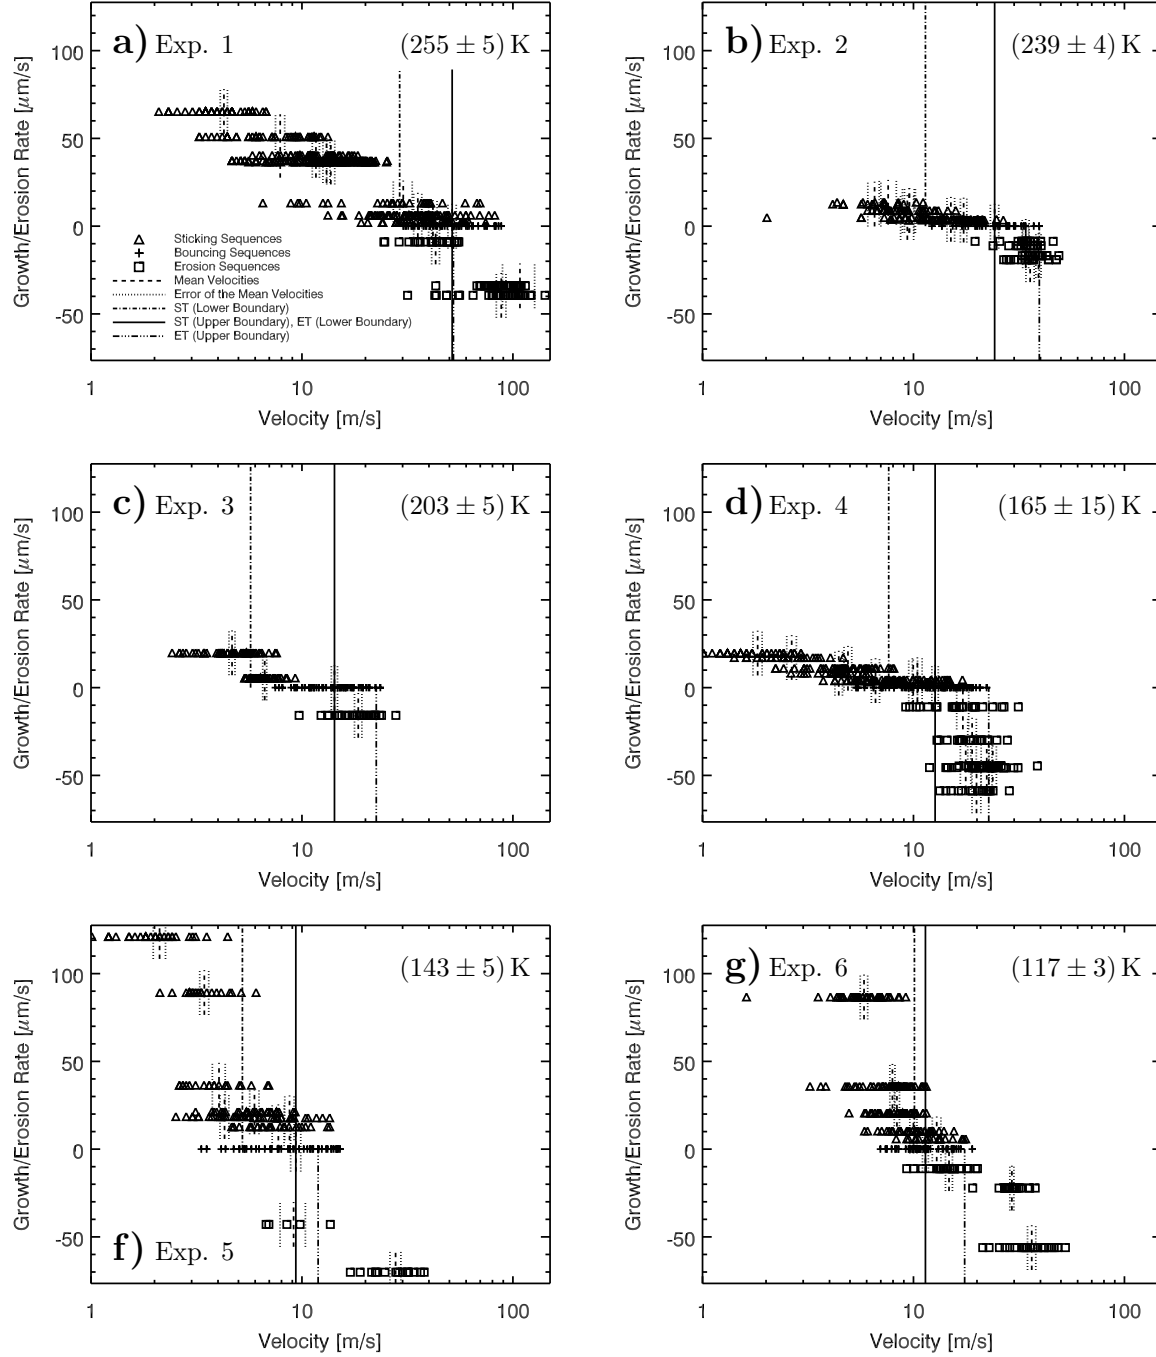 a) Exp. 1 (255 ± 5) K
Growth/Erosion Rate [μm/s]
100
50
0
-50
Sticking Sequences
Bouncing Sequences
Erosion Sequences
Mean Velocities
Error of the Mean Velocities
ST (Lower Boundary)
ST (Upper Boundary), ET (Lower Boundary)
ET (Upper Boundary)
1 10 100
Velocity [m/s]
b) Exp. 2 (239 ± 4) K
Growth/Erosion Rate [μm/s]
100
50
0
-50
1 10 100
Velocity [m/s]
c) Exp. 3 (203 ± 5) K
Growth/Erosion Rate [μm/s]
100
50
0
-50
1 10 100
Velocity [m/s]
d) Exp. 4 (165 ± 15) K
Growth/Erosion Rate [μm/s]
100
50
0
-50
1 10 100
Velocity [m/s]
(143 ± 5) K
Growth/Erosion Rate [μm/s]
100
50
0
-50
f) Exp. 5
1 10 100
Velocity [m/s]
g) Exp. 6 (117 ± 3) K
Growth/Erosion Rate [μm/s]
100
50
0
-50
1 10 100
Velocity [m/s]